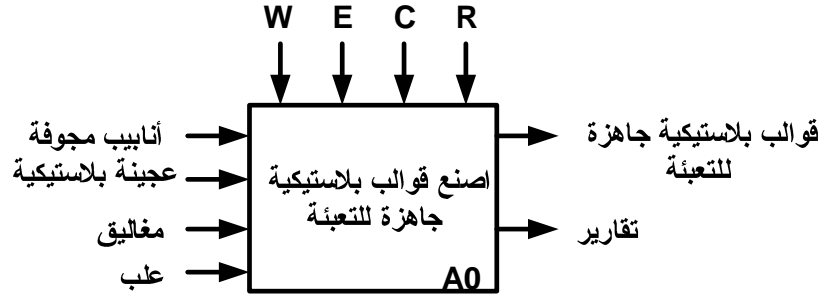 W E C R
أنابيب مجوفة
عجينة بلاستيكية
مغاليق
علب
اصنع قوالب بلاستيكية
جاهزة للتعبئة
A0
قوالب بلاستيكية جاهزة
للتعبئة
تقارير